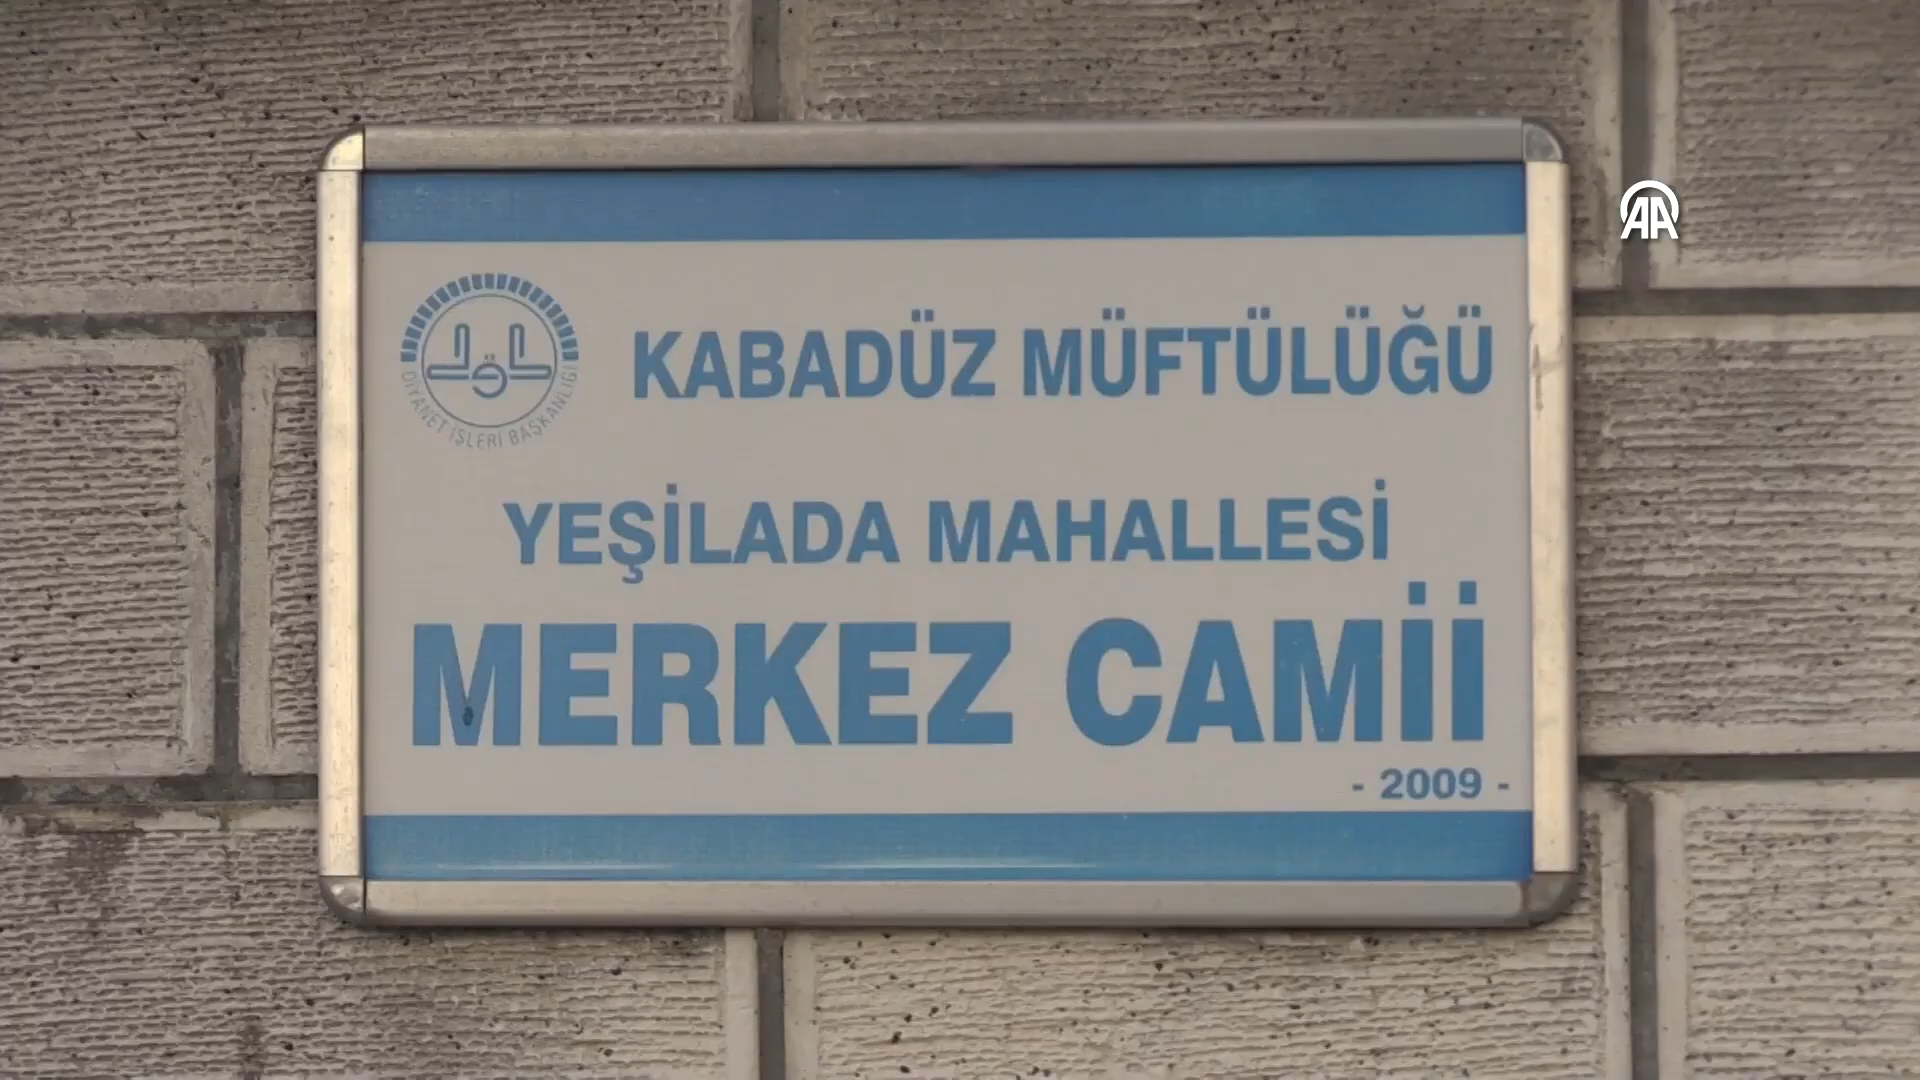 AA
KABADÜZ MÜFTÜLÜĞÜ
DİYANET İŞLERİ BAŞKANLIĞI
YEŞİLADA MAHALLESİ
MERKEZ CAMİİ
- 2009 -